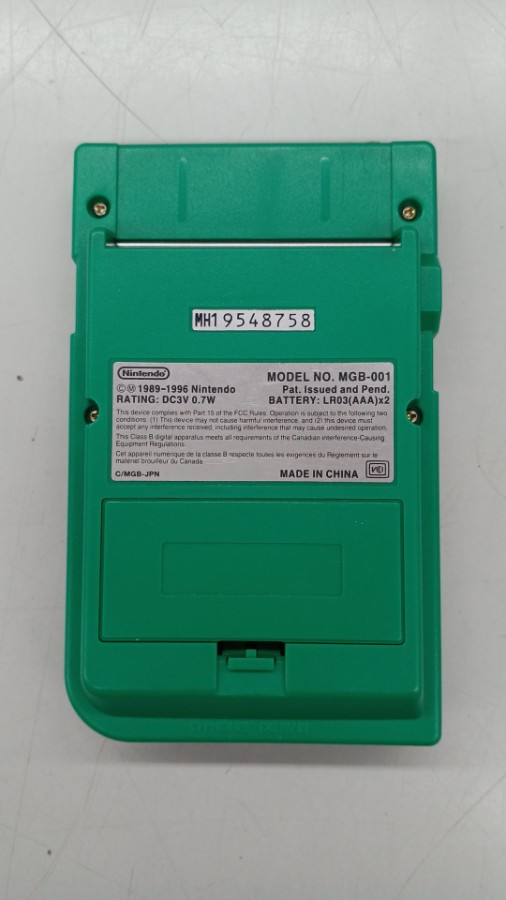 MH19548758
Nintendo
MODEL NO. MGB-001
©Ⓜ 1989-1996 Nintendo
Pat. Issued and Pend.
RATING: DC3V 0.7W
BATTERY: LR03(AAA)x2
This device complies with Part 15 of the FCC Rules. Operation is subject to the following two
conditions: (1) This device may not cause harmful interference, and (2) this device must
accept any interference received, including interference that may cause undesired operation.
This Class B digital apparatus meets all requirements of the Canadian Interference-Causing
Equipment Regulations.
Cet appareil numérique de la classe B respecte toutes les exigences du Règlement sur le
matériel brouilleur du Canada.
C/MGB-JPN
MADE IN CHINA